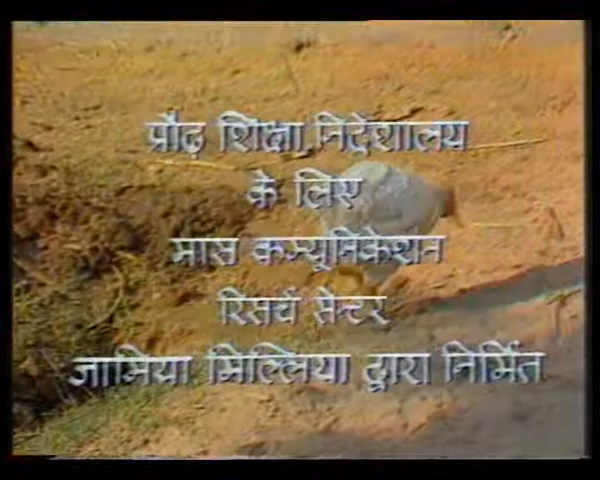 प्रौढ़ शिक्षा निदेशालय
के लिए
मास कम्यूनिकेशन
रिसर्च सेन्टर
जामिया मिल्लिया द्वारा निर्मित